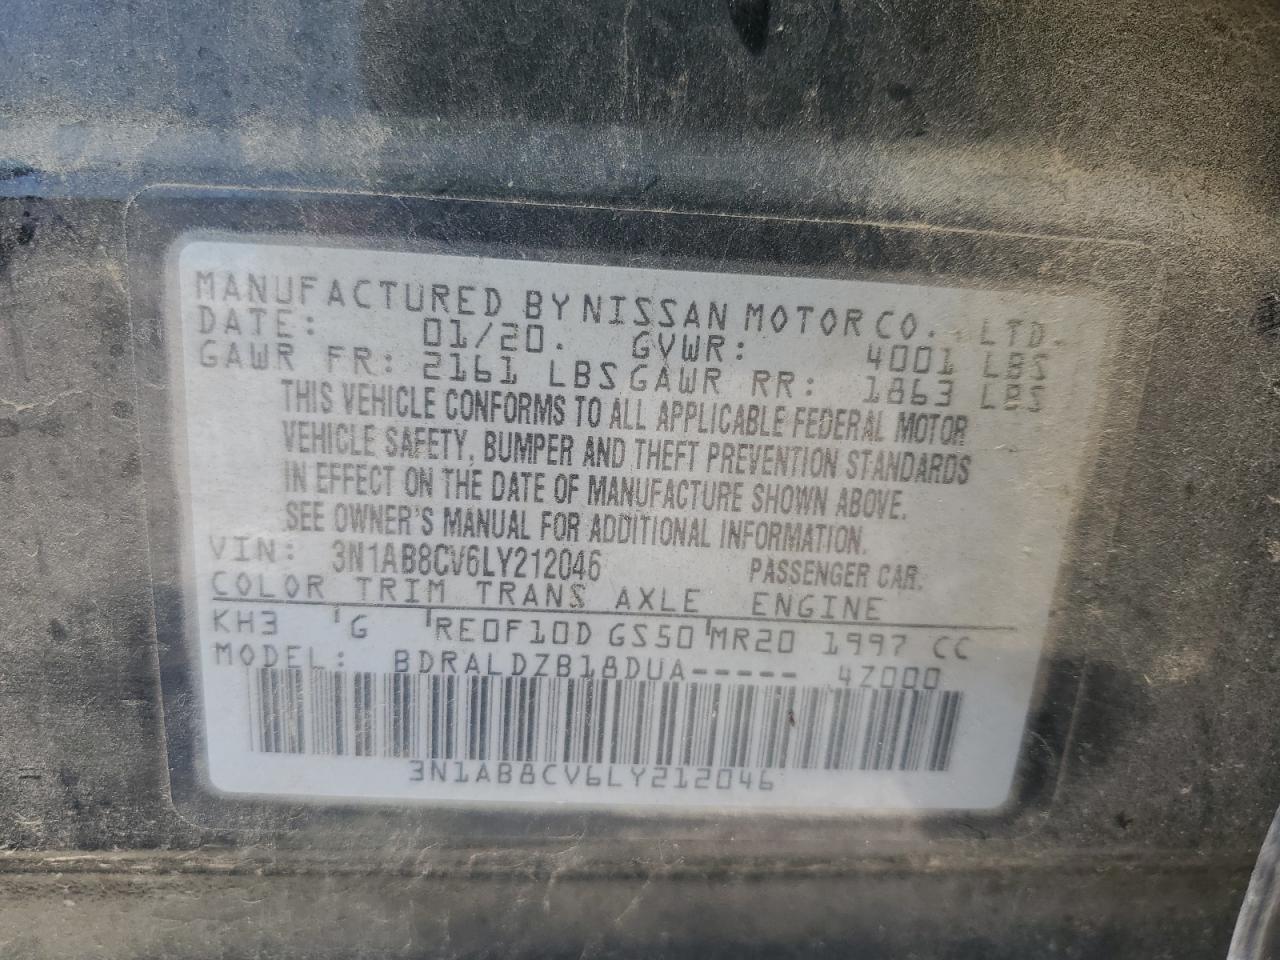 MANUFACTURED BY NISSAN MOTOR CO., LTD.
DATE: 01/20. GVWR: 4001 LBS
GAWR FR: 2161 LBS GAWR RR: 1863 LBS
THIS VEHICLE CONFORMS TO ALL APPLICABLE FEDERAL MOTOR
VEHICLE SAFETY, BUMPER AND THEFT PREVENTION STANDARDS
IN EFFECT ON THE DATE OF MANUFACTURE SHOWN ABOVE.
SEE OWNER'S MANUAL FOR ADDITIONAL INFORMATION.
VIN: 3N1AB8CV6LY212046 PASSENGER CAR.
COLOR TRIM TRANS AXLE ENGINE
KH3 G RE0F10D GS50 MR20 1997 CC
MODEL: BDRALDZB18DUA----- 4Z000
3N1AB8CV6LY212046